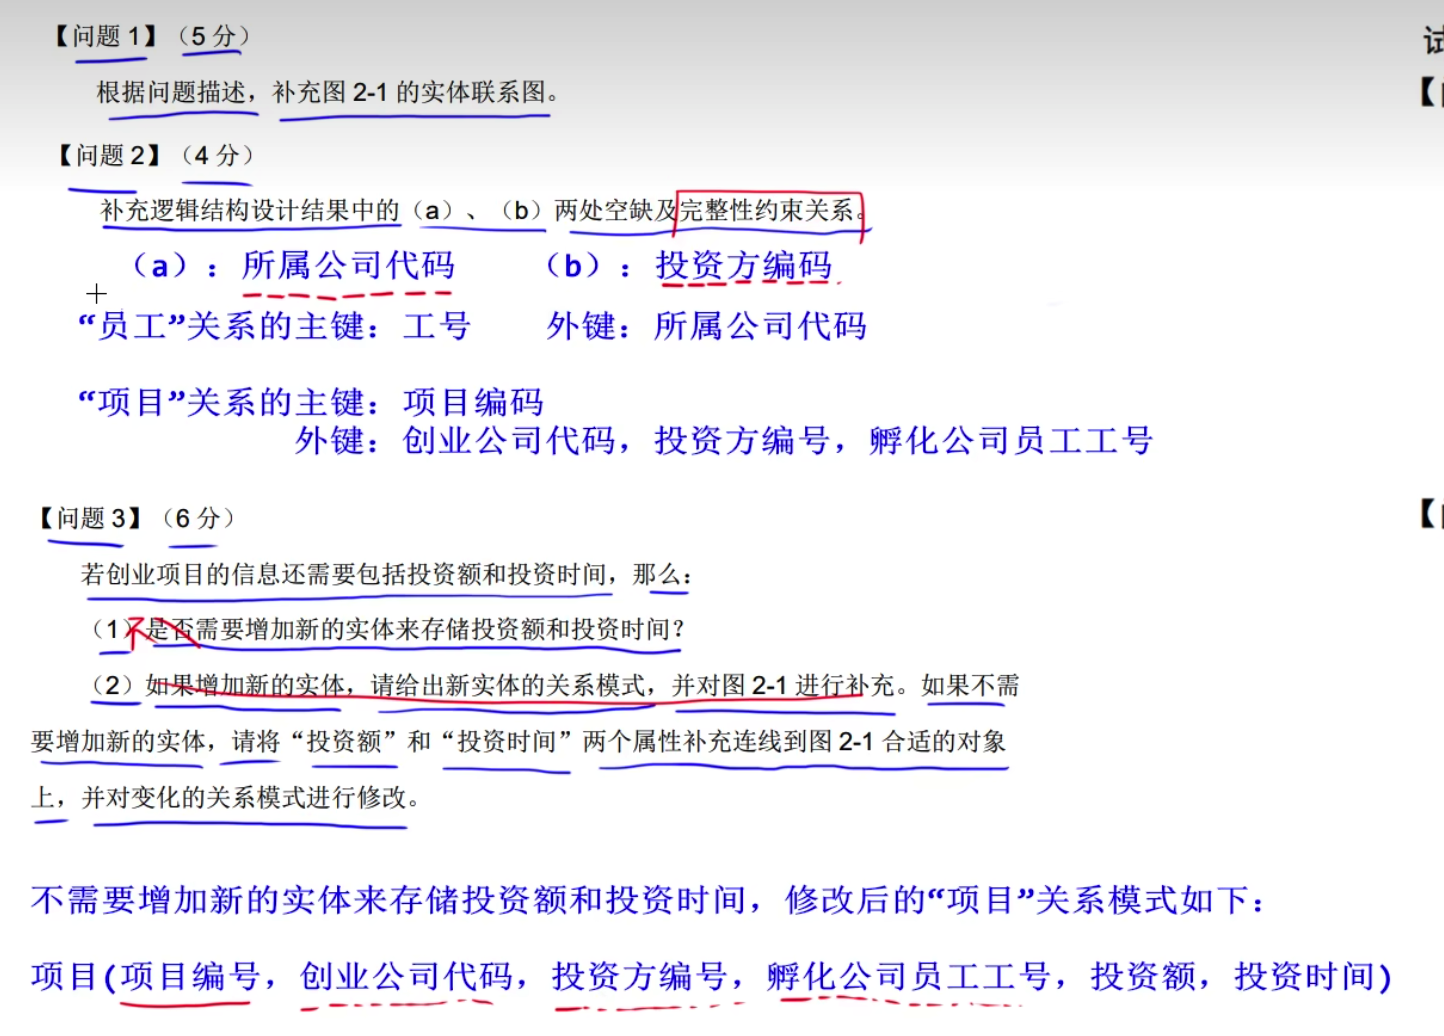 【问题 1】（5 分）
根据问题描述，补充图 2-1 的实体联系图。
【问题 2】（4 分）
补充逻辑结构设计结果中的（a）、（b）两处空缺及完整性约束关系。
（a）：所属公司代码 （b）：投资方编码
“员工”关系的主键：工号 外键：所属公司代码
“项目”关系的主键：项目编码
外键：创业公司代码，投资方编号，孵化公司员工工号
【问题 3】（6 分）
若创业项目的信息还需要包括投资额和投资时间，那么：
（1）不是否需要增加新的实体来存储投资额和投资时间？
（2）如果增加新的实体，请给出新实体的关系模式，并对图 2-1 进行补充。如果不需
要增加新的实体，请将“投资额”和“投资时间”两个属性补充连线到图 2-1 合适的对象
上，并对变化的关系模式进行修改。
不需要增加新的实体来存储投资额和投资时间，修改后的“项目”关系模式如下：
项目(项目编号，创业公司代码，投资方编号，孵化公司员工工号，投资额，投资时间)